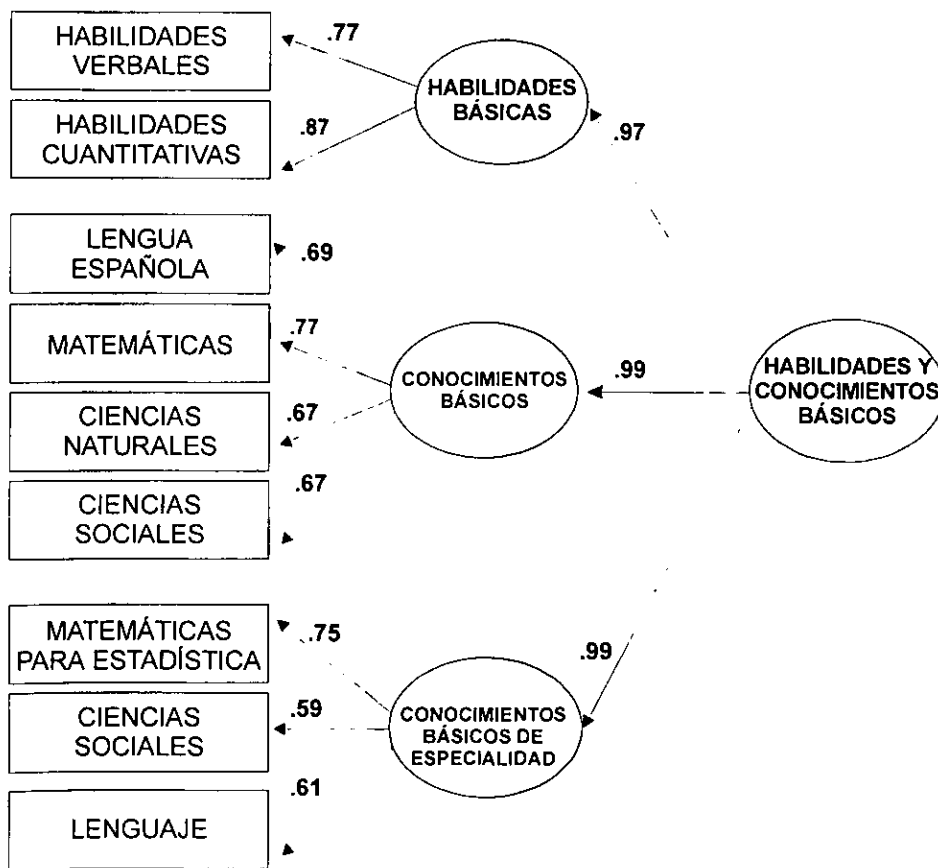 HABILIDADES
VERBALES
.77
HABILIDADES
BÁSICAS
HABILIDADES
CUANTITATIVAS
.87
.97
LENGUA
ESPAÑOLA
.69
MATEMÁTICAS
.77
CONOCIMIENTOS
BÁSICOS
.99
HABILIDADES Y
CONOCIMIENTOS
BÁSICOS
CIENCIAS
NATURALES
.67
CIENCIAS
SOCIALES
.67
MATEMÁTICAS
PARA ESTADÍSTICA
.75
.99
CIENCIAS
SOCIALES
.59
CONOCIMIENTOS
BÁSICOS DE
ESPECIALIDAD
LENGUAJE
.61